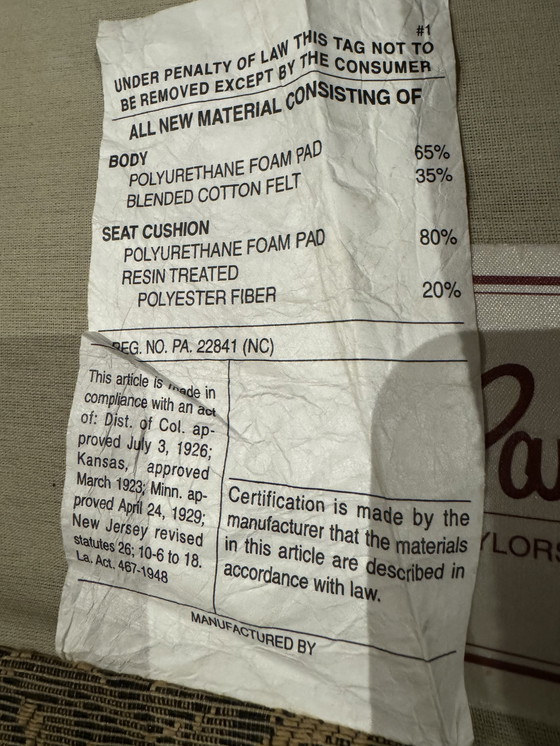 #1
UNDER PENALTY OF LAW THIS TAG NOT TO
BE REMOVED EXCEPT BY THE CONSUMER
ALL NEW MATERIAL CONSISTING OF
BODY
POLYURETHANE FOAM PAD 65%
BLENDED COTTON FELT 35%
SEAT CUSHION
POLYURETHANE FOAM PAD 80%
RESIN TREATED
POLYESTER FIBER 20%
REG. NO. PA. 22841 (NC)
This article is made in
compliance with an act
of: Dist. of Col. ap-
proved July 3, 1926;
Kansas, approved
March 1923; Minn. ap-
proved April 24, 1929;
New Jersey revised
statutes 26; 10-6 to 18.
La. Act. 467-1948
Certification is made by the
manufacturer that the materials
in this article are described in
accordance with law.
MANUFACTURED BY